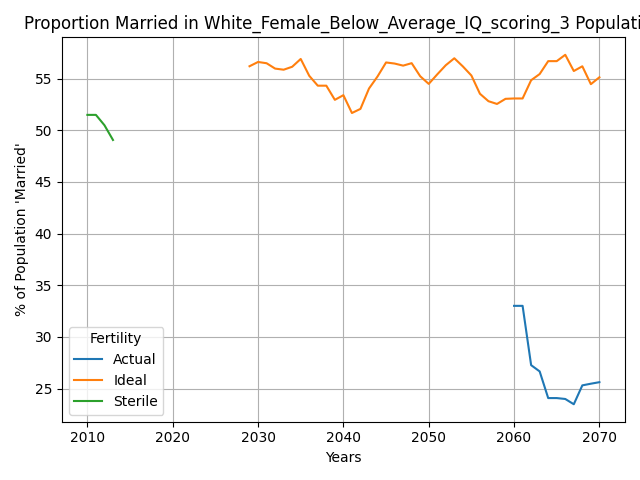 Proportion Married in White_Female_Below_Average_IQ_scoring_3 Populati
% of Population 'Married'
55
50
45
40
35
30
25
Fertility
Actual
Ideal
Sterile
2010 2020 2030 2040 2050 2060 2070
Years